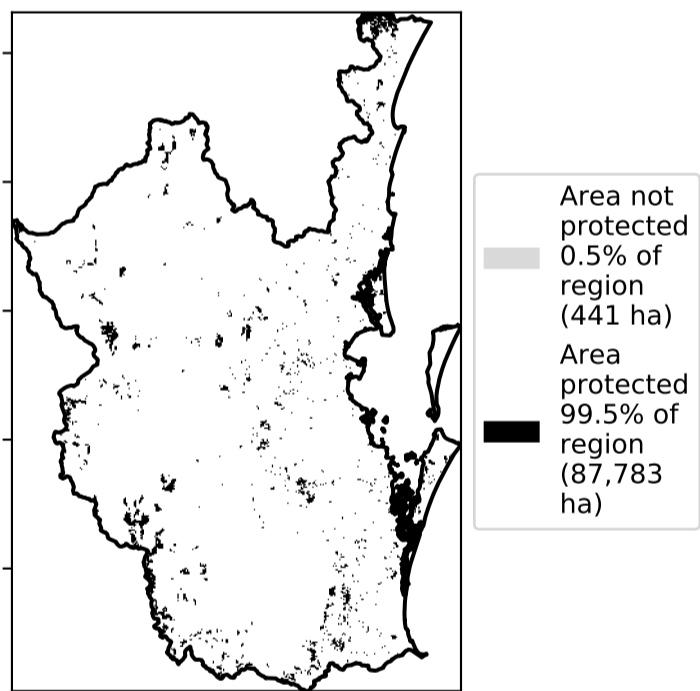 Area not
protected
0.5% of
region
(441 ha)
Area
protected
99.5% of
region
(87,783
ha)